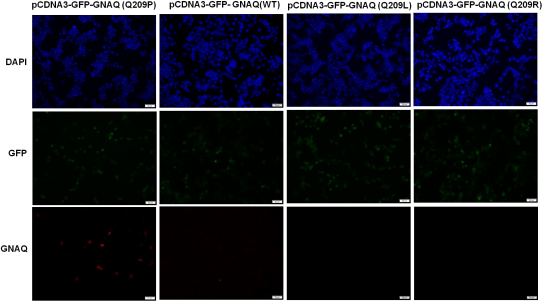 pCDNA3-GFP-GNAQ (Q209P) pCDNA3-GFP- GNAQ(WT) pCDNA3-GFP-GNAQ (Q209L) pCDNA3-GFP-GNAQ (Q209R)
DAPI
GFP
GNAQ